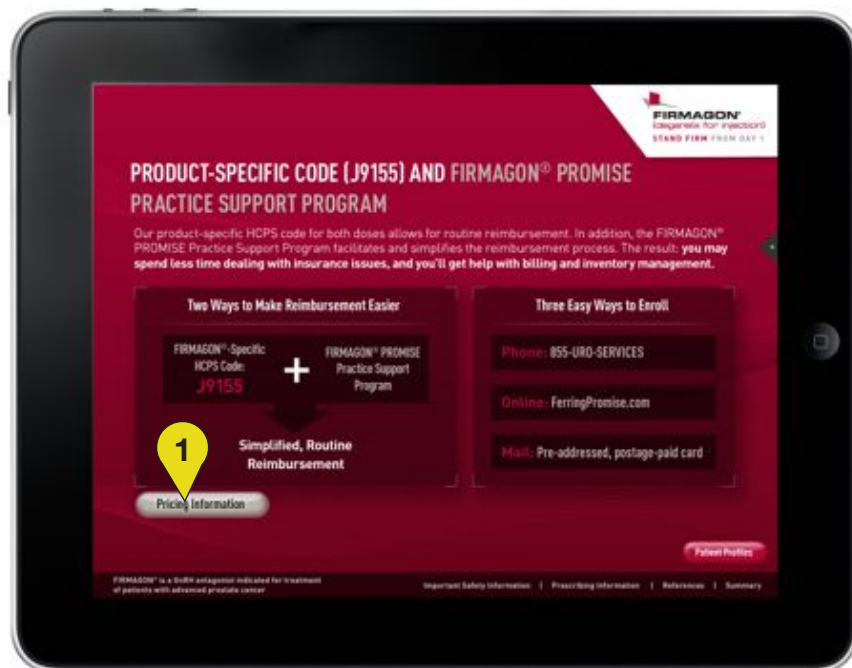 FIRMAGON®
(degarelix for injection)
STAND FIRM FROM DAY 1
PRODUCT-SPECIFIC CODE (J9155) AND FIRMAGON® PROMISE
PRACTICE SUPPORT PROGRAM
Our product-specific HCPS code for both doses allows for routine reimbursement. In addition, the FIRMAGON®
PROMISE Practice Support Program facilitates and simplifies the reimbursement process. The result: you may
spend less time dealing with insurance issues, and you'll get help with billing and inventory management.
Two Ways to Make Reimbursement Easier
FIRMAGON®-Specific
HCPS Code:
J9155
+
FIRMAGON® PROMISE
Practice Support
Program
Simplified, Routine
Reimbursement
Three Easy Ways to Enroll
Phone: 855-URO-SERVICES
Online: FerringPromise.com
Mail: Pre-addressed, postage-paid card
1
Pricing Information
Patient Profiles
FIRMAGON® is a GnRH antagonist indicated for treatment
of patients with advanced prostate cancer
Important Safety Information | Prescribing Information | References | Summary